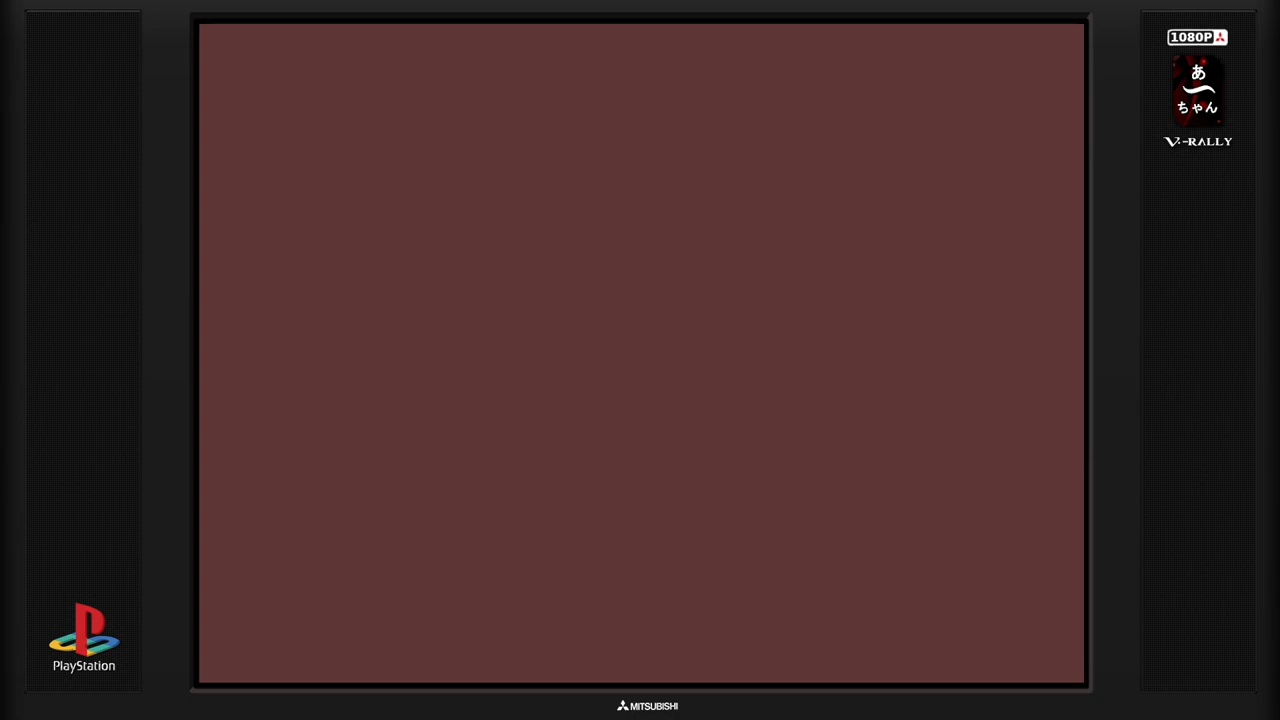 1080P
あ
ー
ちゃん
V-RALLY
PlayStation
MITSUBISHI